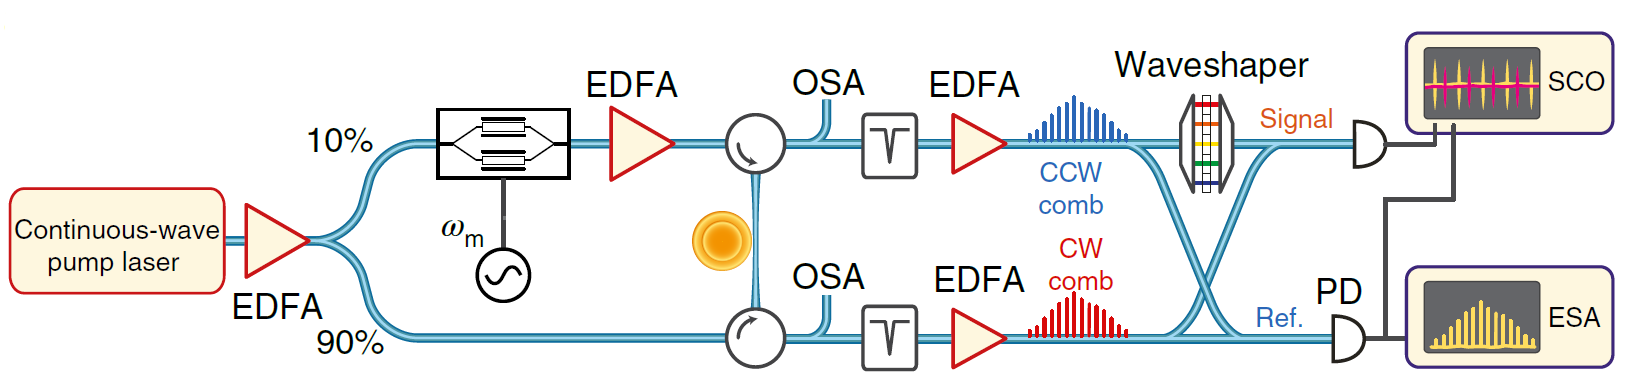 Continuous-wave
pump laser
EDFA
10%
90%
ωm
EDFA
OSA
EDFA
CCW
comb
Waveshaper
Signal
SCO
OSA
EDFA
CW
comb
Ref.
PD
ESA